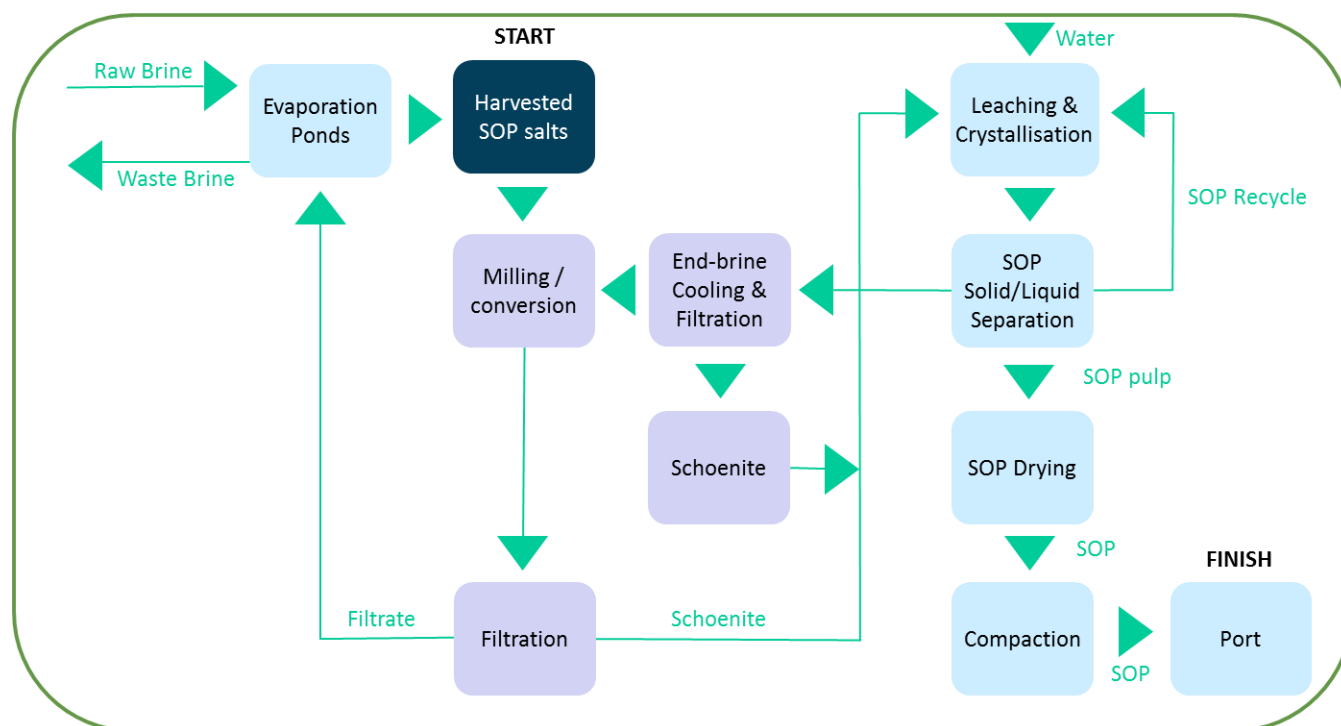 START
Raw Brine
Evaporation
Ponds
Waste Brine
Harvested
SOP salts
Water
Leaching &
Crystallisation
SOP Recycle
Milling /
conversion
End-brine
Cooling &
Filtration
SOP
Solid/Liquid
Separation
SOP pulp
Schoenite
SOP Drying
SOP
FINISH
Filtrate
Filtration
Schoenite
Compaction
SOP
Port